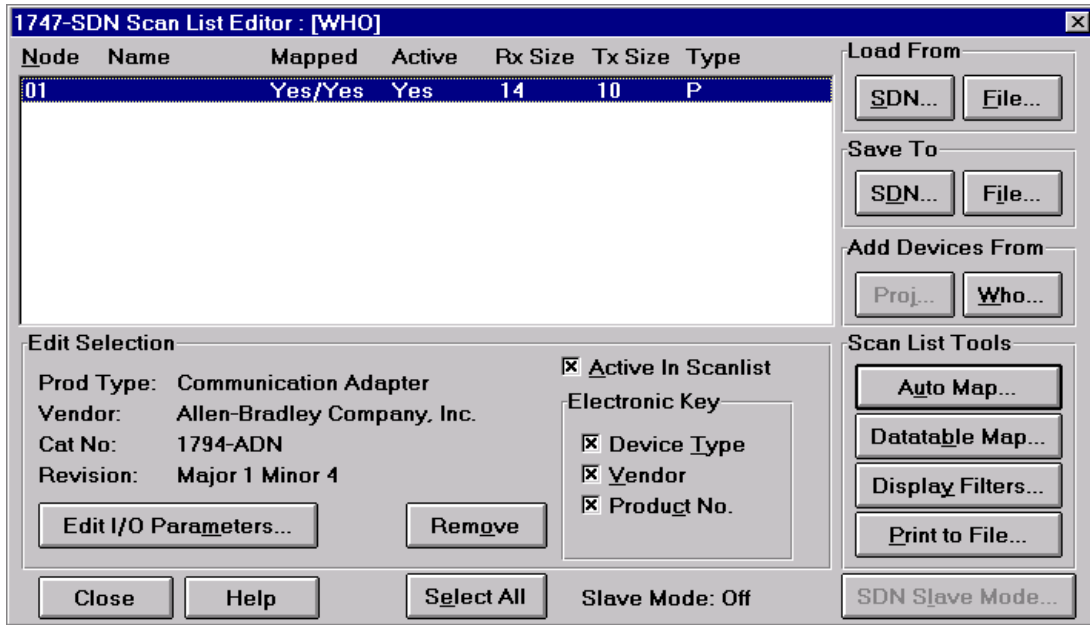 1747-SDN Scan List Editor : [WHO]
Node Name Mapped Active Rx Size Tx Size Type
01 Yes/Yes Yes 14 10 P
Load From
SDN... File...
Save To
SDN... File...
Add Devices From
Proj... Who...
Edit Selection
Prod Type: Communication Adapter
Vendor: Allen-Bradley Company, Inc.
Cat No: 1794-ADN
Revision: Major 1 Minor 4
Edit I/O Parameters... Remove
Active In Scanlist
Electronic Key
Device Type
Vendor
Product No.
Scan List Tools
Auto Map...
Datatable Map...
Display Filters...
Print to File...
Close Help Select All Slave Mode: Off SDN Slave Mode...